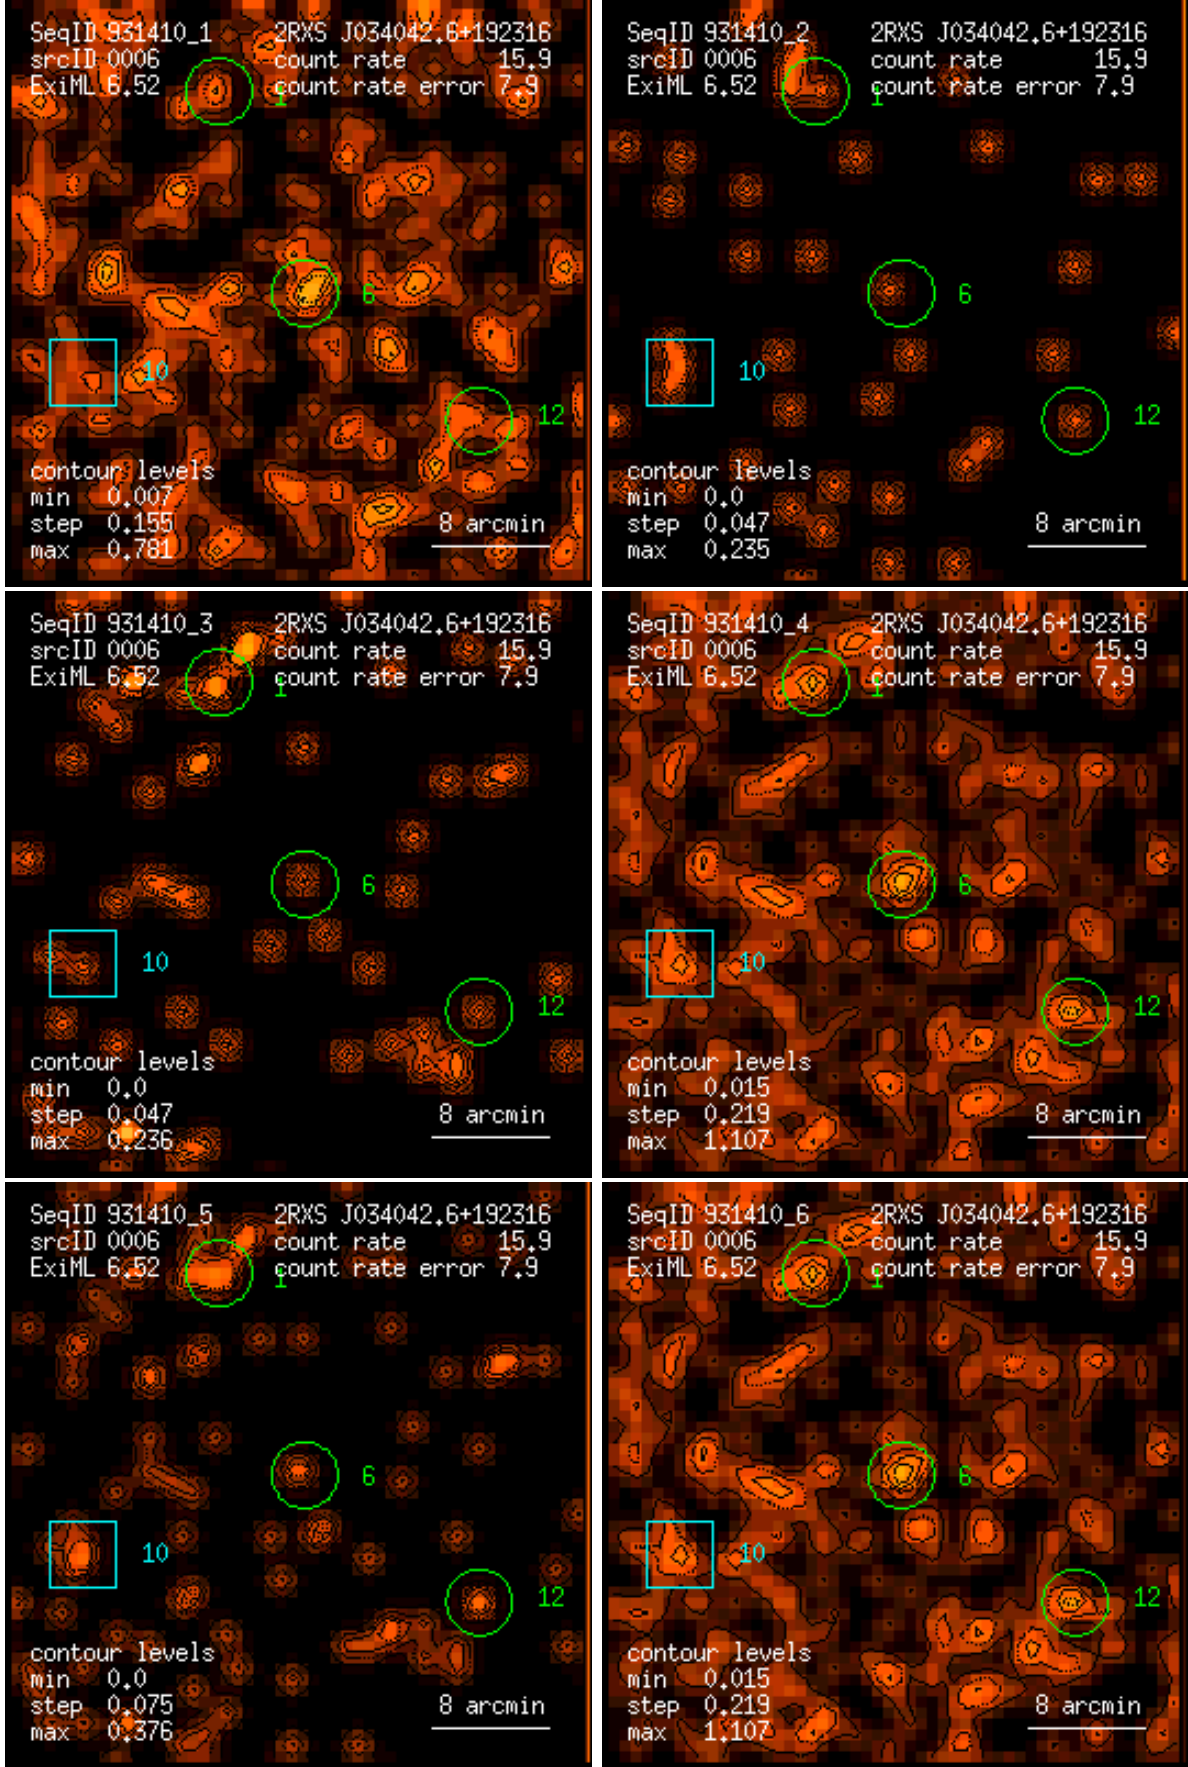 SeqID 931410_1 2RXS J034042.6+192316
srcID 0006 count rate 15.9
ExiML 6.52 count rate error 7.9
1
6
10
12
contour levels
min 0.007
step 0.155 8 arcmin
max 0.781
SeqID 931410_2 2RXS J034042.6+192316
srcID 0006 count rate 15.9
ExiML 6.52 count rate error 7.9
1
6
10
12
contour levels
min 0.0
step 0.047 8 arcmin
max 0.235
SeqID 931410_3 2RXS J034042.6+192316
srcID 0006 count rate 15.9
ExiML 6.52 count rate error 7.9
1
6
10
12
contour levels
min 0.0
step 0.047 8 arcmin
max 0.236
SeqID 931410_4 2RXS J034042.6+192316
srcID 0006 count rate 15.9
ExiML 6.52 count rate error 7.9
1
6
10
12
contour levels
min 0.015
step 0.219 8 arcmin
max 1.107
SeqID 931410_5 2RXS J034042.6+192316
srcID 0006 count rate 15.9
ExiML 6.52 count rate error 7.9
1
6
10
12
contour levels
min 0.0
step 0.075 8 arcmin
max 0.376
SeqID 931410_6 2RXS J034042.6+192316
srcID 0006 count rate 15.9
ExiML 6.52 count rate error 7.9
1
6
10
12
contour levels
min 0.015
step 0.219 8 arcmin
max 1.107